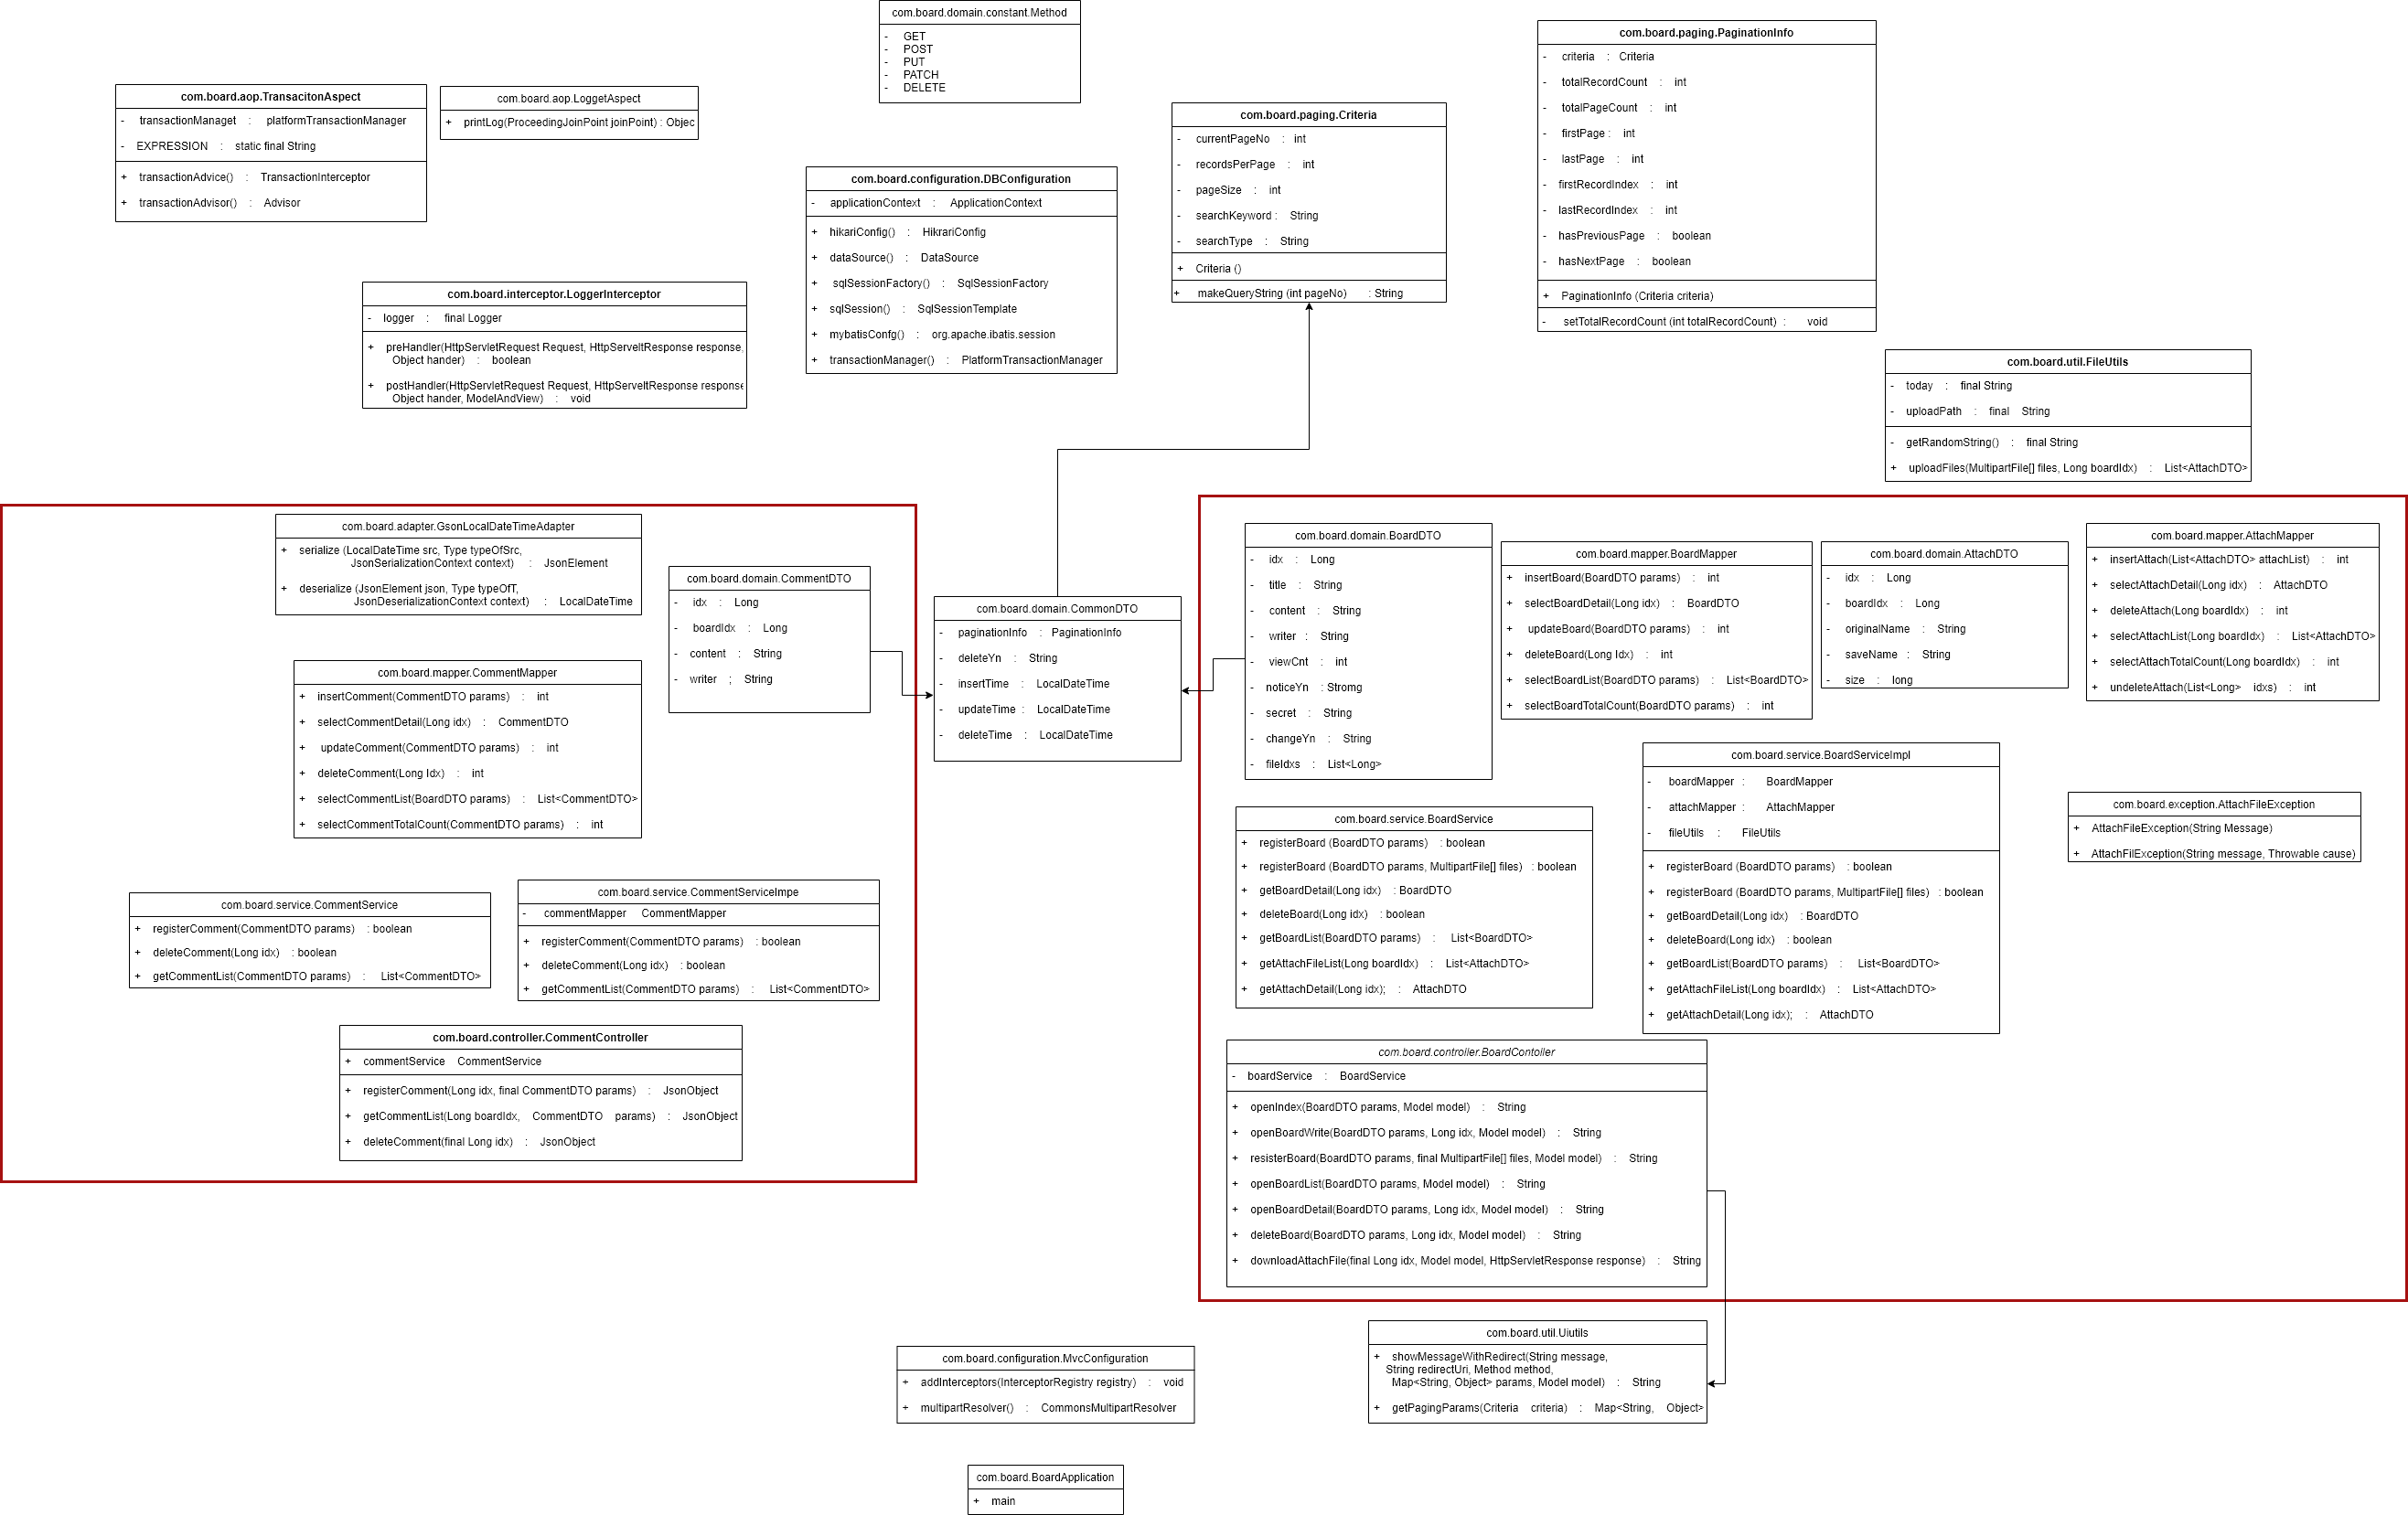 com.board.domain.constant.Method
- GET
- POST
- PUT
- PATCH
- DELETE
com.board.paging.PaginationInfo
- criteria : Criteria
- totalRecordCount : int
- totalPageCount : int
- firstPage : int
- lastPage : int
- firstRecordIndex : int
- lastRecordIndex : int
- hasPreviousPage : boolean
- hasNextPage : boolean
+ PaginationInfo (Criteria criteria)
- setTotalRecordCount (int totalRecordCount) : void
com.board.aop.TransacitonAspect
- transactionManaget : platformTransactionManager
- EXPRESSION : static final String
+ transactionAdvice() : TransactionInterceptor
+ transactionAdvisor() : Advisor
com.board.aop.LoggetAspect
+ printLog(ProceedingJoinPoint joinPoint) : Objec
com.board.paging.Criteria
- currentPageNo : int
- recordsPerPage : int
- pageSize : int
- searchKeyword : String
- searchType : String
+ Criteria ()
+ makeQueryString (int pageNo) : String
com.board.configuration.DBConfiguration
- applicationContext : ApplicationContext
+ hikariConfig() : HikrariConfig
+ dataSource() : DataSource
+ sqlSessionFactory() : SqlSessionFactory
+ sqlSession() : SqlSessionTemplate
+ mybatisConfg() : org.apache.ibatis.session
+ transactionManager() : PlatformTransactionManager
com.board.interceptor.LoggerInterceptor
- logger : final Logger
+ preHandler(HttpServletRequest Request, HttpServeltResponse response,
Object hander) : boolean
+ postHandler(HttpServletRequest Request, HttpServeltResponse response
Object hander, ModelAndView) : void
com.board.util.FileUtils
- today : final String
- uploadPath : final String
- getRandomString() : final String
+ uploadFiles(MultipartFile[] files, Long boardIdx) : List<AttachDTO>
com.board.adapter.GsonLocalDateTimeAdapter
+ serialize (LocalDateTime src, Type typeOfSrc,
JsonSerializationContext context) : JsonElement
+ deserialize (JsonElement json, Type typeOfT,
JsonDeserializationContext context) : LocalDateTime
com.board.domain.CommentDTO
- idx : Long
- boardIdx : Long
- content : String
- writer ; String
com.board.domain.CommonDTO
- paginationInfo : PaginationInfo
- deleteYn : String
- insertTime : LocalDateTime
- updateTime : LocalDateTime
- deleteTime : LocalDateTime
com.board.domain.BoardDTO
- idx : Long
- title : String
- content : String
- writer : String
- viewCnt : int
- noticeYn : Stromg
- secret : String
- changeYn : String
- fileIdxs : List<Long>
com.board.mapper.BoardMapper
+ insertBoard(BoardDTO params) : int
+ selectBoardDetail(Long idx) : BoardDTO
+ updateBoard(BoardDTO params) : int
+ deleteBoard(Long Idx) : int
+ selectBoardList(BoardDTO params) : List<BoardDTO>
+ selectBoardTotalCount(BoardDTO params) : int
com.board.domain.AttachDTO
- idx : Long
- boardIdx : Long
- originalName : String
- saveName : String
- size : long
com.board.mapper.AttachMapper
+ insertAttach(List<AttachDTO> attachList) : int
+ selectAttachDetail(Long idx) : AttachDTO
+ deleteAttach(Long boardIdx) : int
+ selectAttachList(Long boardIdx) : List<AttachDTO>
+ selectAttachTotalCount(Long boardIdx) : int
+ undeleteAttach(List<Long> idxs) : int
com.board.mapper.CommentMapper
+ insertComment(CommentDTO params) : int
+ selectCommentDetail(Long idx) : CommentDTO
+ updateComment(CommentDTO params) : int
+ deleteComment(Long Idx) : int
+ selectCommentList(BoardDTO params) : List<CommentDTO>
+ selectCommentTotalCount(CommentDTO params) : int
com.board.service.BoardServiceImpl
- boardMapper : BoardMapper
- attachMapper : AttachMapper
- fileUtils : FileUtils
+ registerBoard (BoardDTO params) : boolean
+ registerBoard (BoardDTO params, MultipartFile[] files) : boolean
+ getBoardDetail(Long idx) : BoardDTO
+ deleteBoard(Long idx) : boolean
+ getBoardList(BoardDTO params) : List<BoardDTO>
+ getAttachFileList(Long boardIdx) : List<AttachDTO>
+ getAttachDetail(Long idx); : AttachDTO
com.board.exception.AttachFileException
+ AttachFileException(String Message)
+ AttachFilException(String message, Throwable cause)
com.board.service.BoardService
+ registerBoard (BoardDTO params) : boolean
+ registerBoard (BoardDTO params, MultipartFile[] files) : boolean
+ getBoardDetail(Long idx) : BoardDTO
+ deleteBoard(Long idx) : boolean
+ getBoardList(BoardDTO params) : List<BoardDTO>
+ getAttachFileList(Long boardIdx) : List<AttachDTO>
+ getAttachDetail(Long idx); : AttachDTO
com.board.service.CommentService
+ registerComment(CommentDTO params) : boolean
+ deleteComment(Long idx) : boolean
+ getCommentList(CommentDTO params) : List<CommentDTO>
com.board.service.CommentServiceImpe
- commentMapper CommentMapper
+ registerComment(CommentDTO params) : boolean
+ deleteComment(Long idx) : boolean
+ getCommentList(CommentDTO params) : List<CommentDTO>
com.board.controller.CommentController
+ commentService CommentService
+ registerComment(Long idx, final CommentDTO params) : JsonObject
+ getCommentList(Long boardIdx, CommentDTO params) : JsonObject
+ deleteComment(final Long idx) : JsonObject
com.board.controller.BoardContoller
- boardService : BoardService
+ openIndex(BoardDTO params, Model model) : String
+ openBoardWrite(BoardDTO params, Long idx, Model model) : String
+ resisterBoard(BoardDTO params, final MultipartFile[] files, Model model) : String
+ openBoardList(BoardDTO params, Model model) : String
+ openBoardDetail(BoardDTO params, Long idx, Model model) : String
+ deleteBoard(BoardDTO params, Long idx, Model model) : String
+ downloadAttachFile(final Long idx, Model model, HttpServletResponse response) : String
com.board.util.Uiutils
+ showMessageWithRedirect(String message,
String redirectUri, Method method,
Map<String, Object> params, Model model) : String
+ getPagingParams(Criteria criteria) : Map<String, Object>
com.board.configuration.MvcConfiguration
+ addInterceptors(InterceptorRegistry registry) : void
+ multipartResolver() : CommonsMultipartResolver
com.board.BoardApplication
+ main